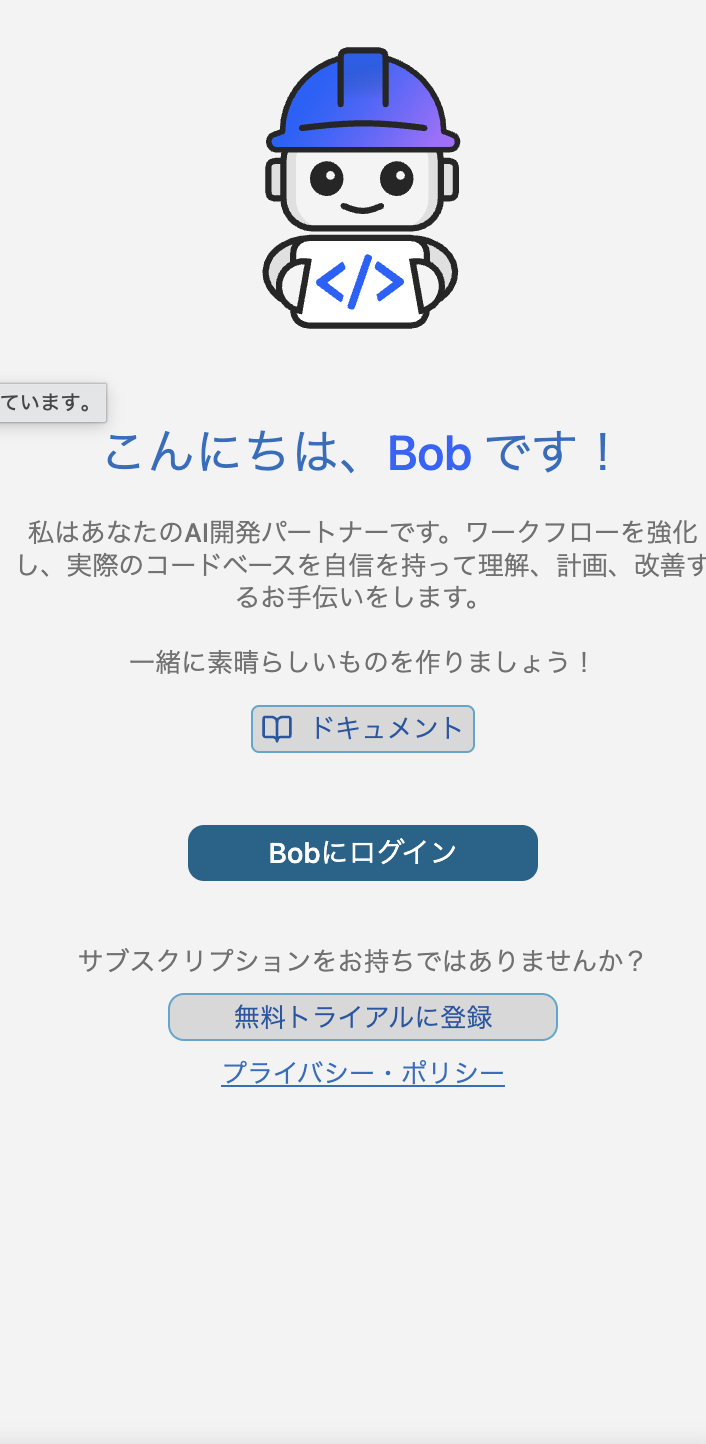 </>
ています。
こんにちは、Bob です！
私はあなたのAI開発パートナーです。ワークフローを強化
し、実際のコードベースを自信を持って理解、計画、改善す
るお手伝いをします。
一緒に素晴らしいものを作りましょう！
ドキュメント
Bobにログイン
サブスクリプションをお持ちではありませんか？
無料トライアルに登録
プライバシー・ポリシー